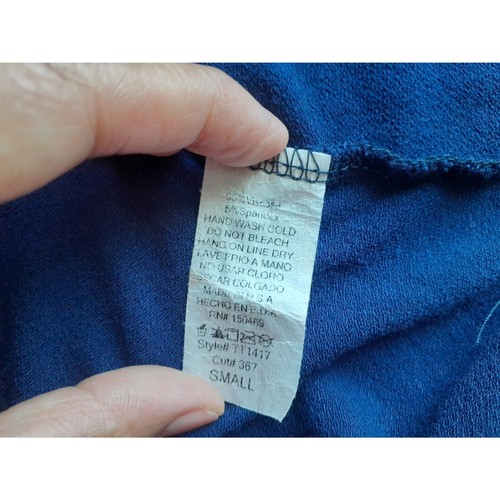 5% Spandex
HAND WASH COLD
DO NOT BLEACH
HANG ON LINE DRY
LAVE FRIO A MANO
NO USAR CLORO
SECAR COLGADO
MADE IN U S A
HECHO EN E.U.A
RN# 150469
Style# TT1417
Cut# 367
SMALL